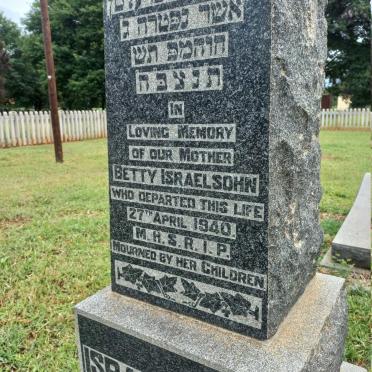 אשר נפטרה ג
תנצבה
IN
LOVING MEMORY
OF OUR MOTHER
BETTY ISRAELSOHN
WHO DEPARTED THIS LIFE
27TH APRIL 1940.
M.H.S.R.I.P.
MOURNED BY HER CHILDREN